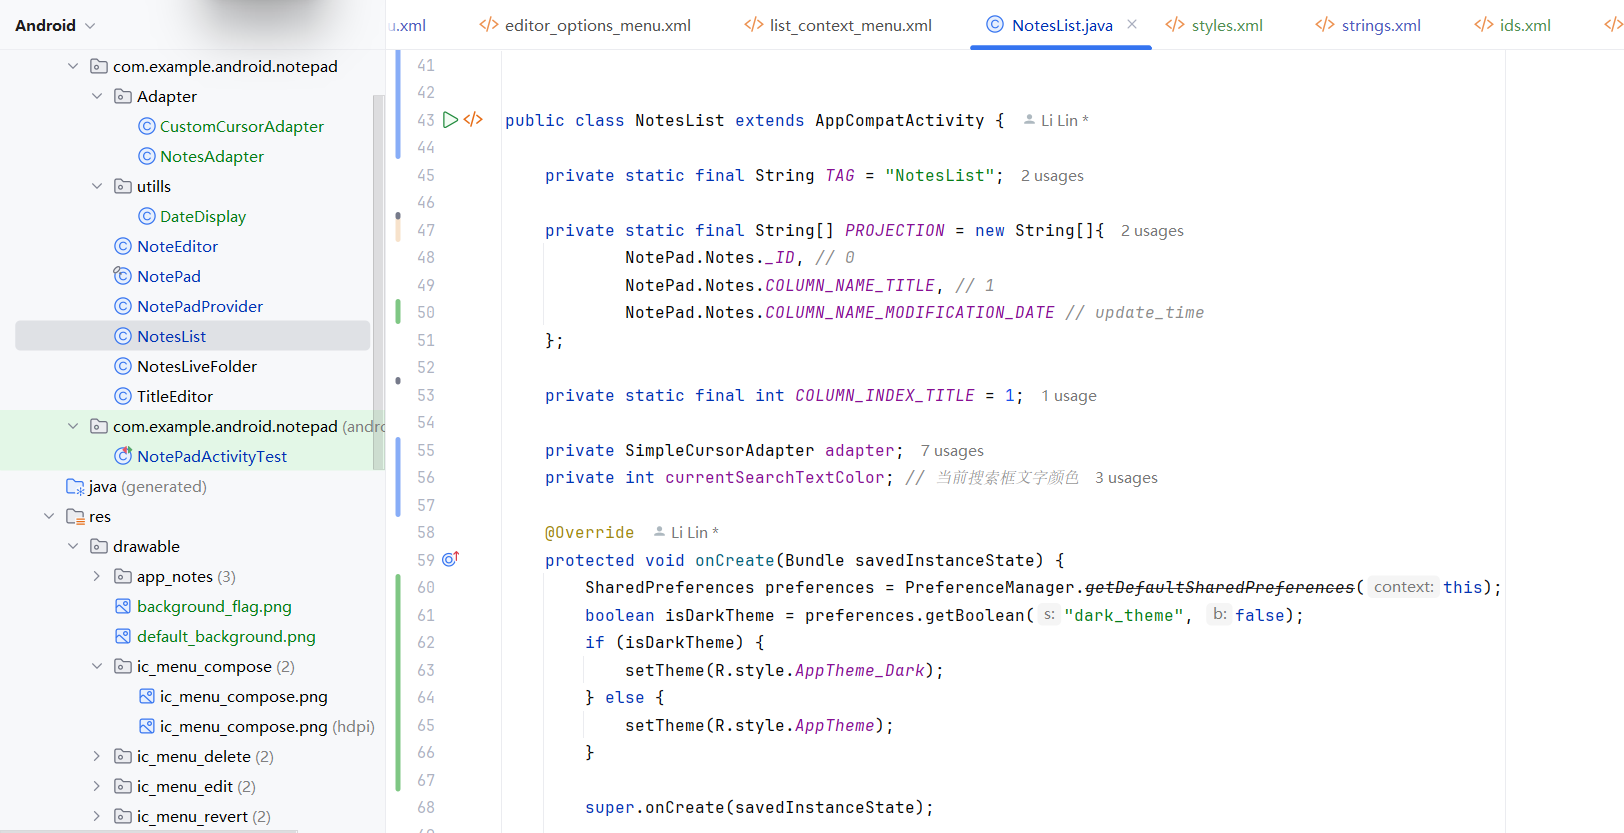 Android
u.xml
editor_options_menu.xml
list_context_menu.xml
NotesList.java
styles.xml
strings.xml
ids.xml
com.example.android.notepad
Adapter
CustomCursorAdapter
NotesAdapter
utills
DateDisplay
NoteEditor
NotePad
NotePadProvider
NotesList
NotesLiveFolder
TitleEditor
com.example.android.notepad (andro
NotePadActivityTest
java (generated)
res
drawable
app_notes (3)
background_flag.png
default_background.png
ic_menu_compose (2)
ic_menu_compose.png
ic_menu_compose.png (hdpi)
ic_menu_delete (2)
ic_menu_edit (2)
ic_menu_revert (2)
41
42
43 public class NotesList extends AppCompatActivity { Li Lin *
44
45 private static final String TAG = "NotesList"; 2 usages
46
47 private static final String[] PROJECTION = new String[]{ 2 usages
48 NotePad.Notes._ID, // 0
49 NotePad.Notes.COLUMN_NAME_TITLE, // 1
50 NotePad.Notes.COLUMN_NAME_MODIFICATION_DATE // update_time
51 };
52
53 private static final int COLUMN_INDEX_TITLE = 1; 1 usage
54
55 private SimpleCursorAdapter adapter; 7 usages
56 private int currentSearchTextColor; // 当前搜索框文字颜色 3 usages
57
58 @Override Li Lin *
59 protected void onCreate(Bundle savedInstanceState) {
60 SharedPreferences preferences = PreferenceManager.getDefaultSharedPreferences( context: this);
61 boolean isDarkTheme = preferences.getBoolean( s: "dark_theme", b: false);
62 if (isDarkTheme) {
63 setTheme(R.style.AppTheme_Dark);
64 } else {
65 setTheme(R.style.AppTheme);
66 }
67
68 super.onCreate(savedInstanceState);